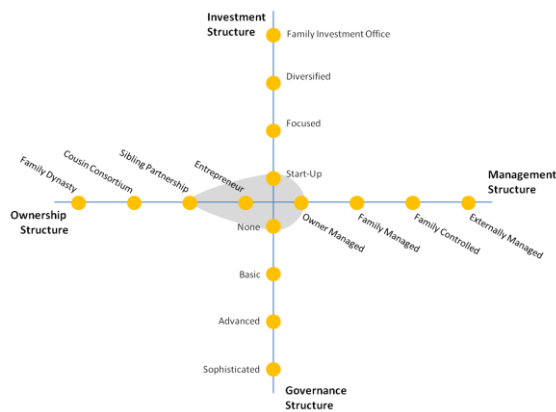 Investment
Structure
Family Investment Office
Diversified
Focused
Start-Up
Family Dynasty
Cousin Consortium
Sibling Partnership
Entrepreneur
Management
Structure
Ownership
Structure
None
Owner Managed
Family Managed
Family Controlled
Externally Managed
Basic
Advanced
Sophisticated
Governance
Structure